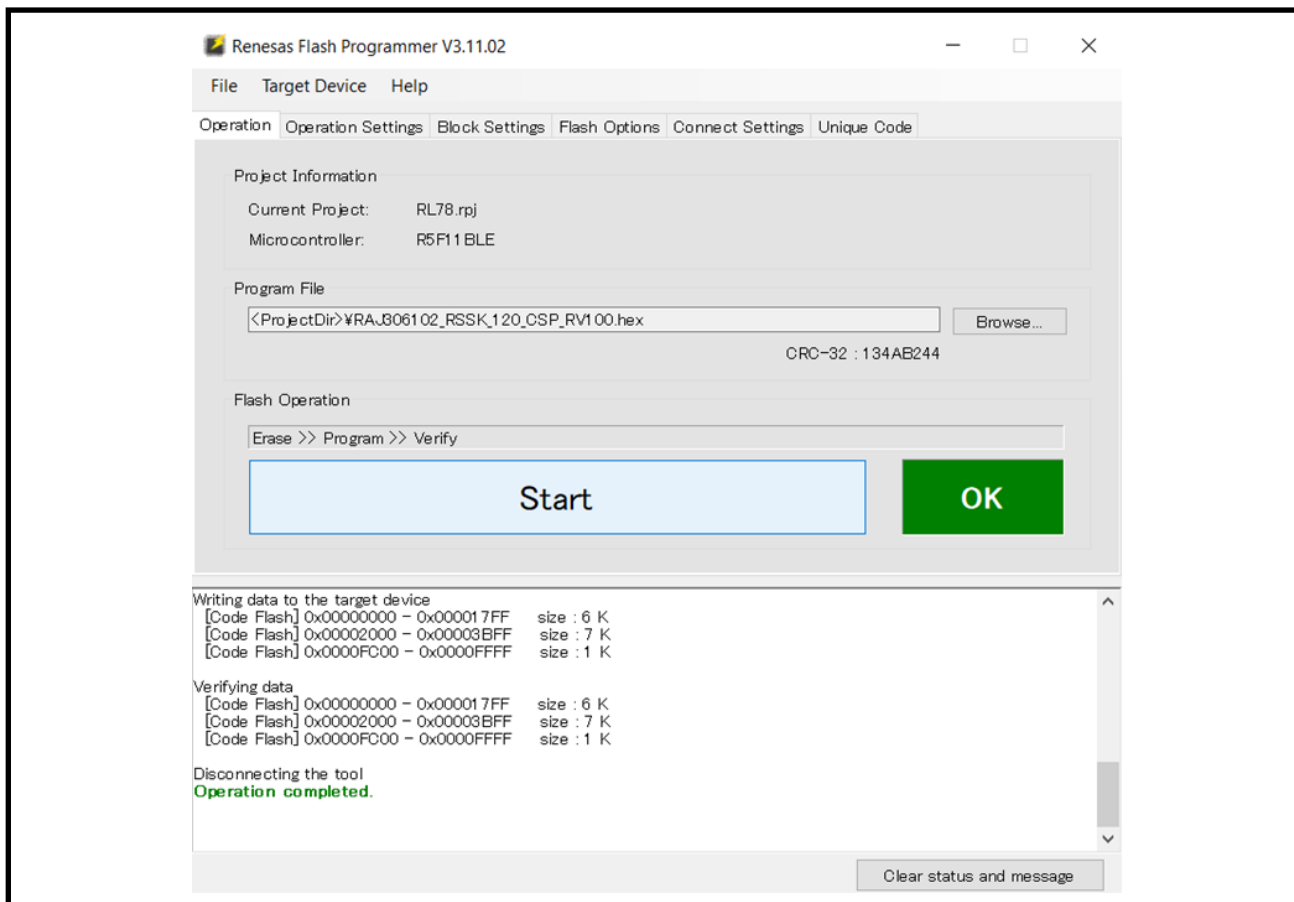 Renesas Flash Programmer V3.11.02
File Target Device Help
Operation Operation Settings Block Settings Flash Options Connect Settings Unique Code
Project Information
Current Project: RL78.rpj
Microcontroller: R5F11BLE
Program File
<ProjectDir>¥RAJ306102_RSSK_120_CSP_RV100.hex Browse...
CRC-32 : 134AB244
Flash Operation
Erase >> Program >> Verify
Start OK
Writing data to the target device
[Code Flash] 0x00000000 - 0x000017FF size : 6 K
[Code Flash] 0x00002000 - 0x00003BFF size : 7 K
[Code Flash] 0x0000FC00 - 0x0000FFFF size : 1 K
Verifying data
[Code Flash] 0x00000000 - 0x000017FF size : 6 K
[Code Flash] 0x00002000 - 0x00003BFF size : 7 K
[Code Flash] 0x0000FC00 - 0x0000FFFF size : 1 K
Disconnecting the tool
Operation completed.
Clear status and message